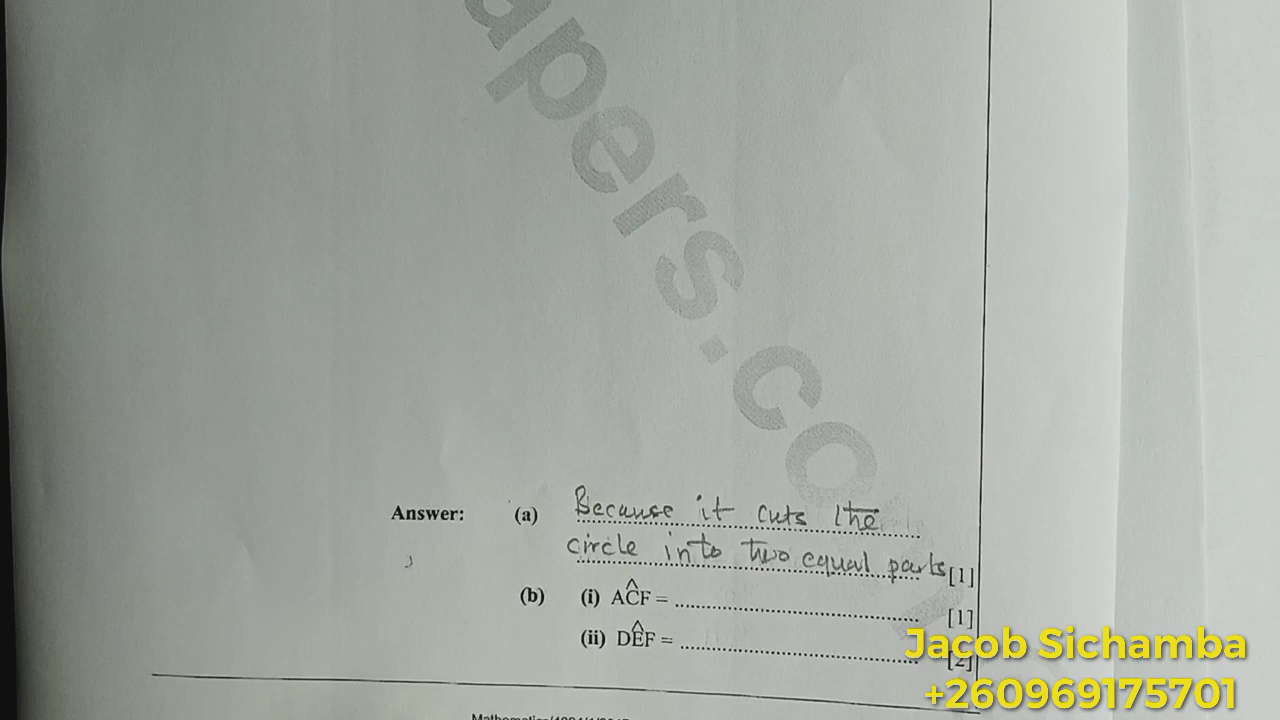 apers.co
Answer: (a) Because it cuts the
circle into two equal parts [1]
(b) (i) AĈF = ........................ [1]
(ii) DÊF = ........................ [2]
Jacob Sichamba
+260969175701